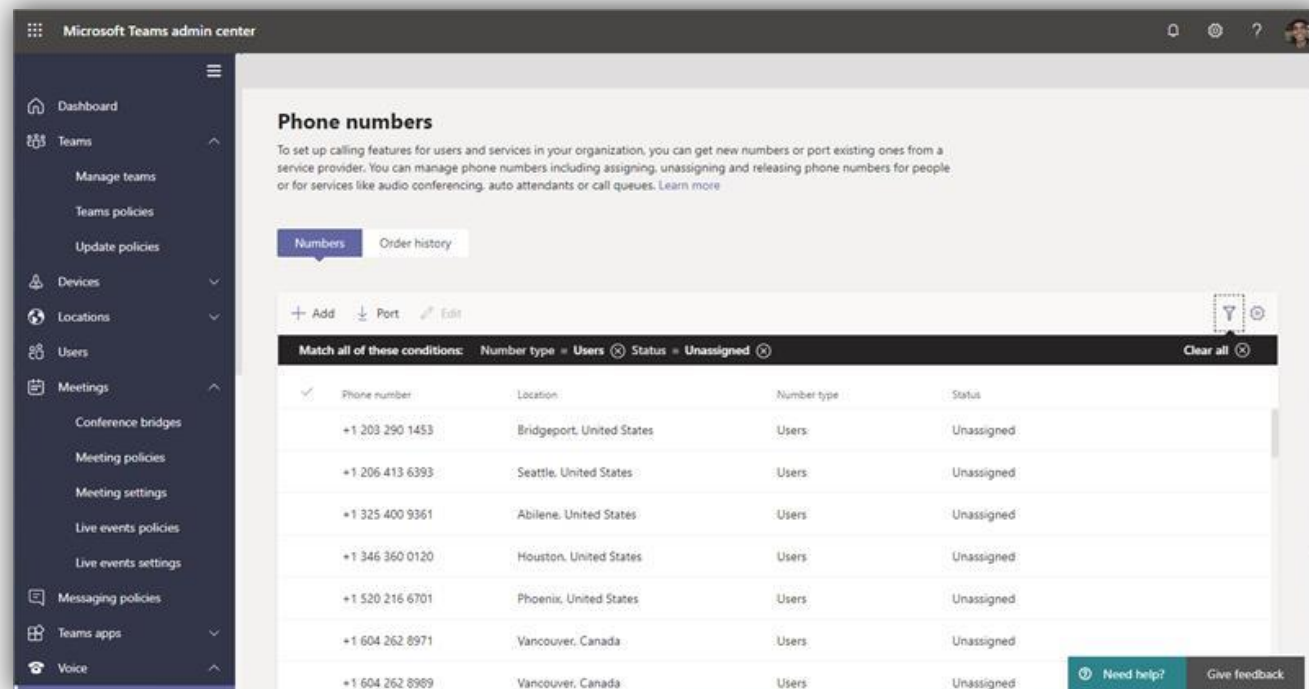 Microsoft Teams admin center
?
Dashboard
Teams
Manage teams
Teams policies
Update policies
Devices
Locations
Users
Meetings
Conference bridges
Meeting policies
Meeting settings
Live events policies
Live events settings
Messaging policies
Teams apps
Voice
Phone numbers
To set up calling features for users and services in your organization, you can get new numbers or port existing ones from a
service provider. You can manage phone numbers including assigning, unassigning and releasing phone numbers for people
or for services like audio conferencing, auto attendants or call queues. Learn more
Numbers Order history
Add Port Edit
Match all of these conditions: Number type = Users Status = Unassigned Clear all
Phone number Location Number type Status
+1 203 290 1453 Bridgeport, United States Users Unassigned
+1 206 413 6393 Seattle, United States Users Unassigned
+1 325 400 9361 Abilene, United States Users Unassigned
+1 346 360 0120 Houston, United States Users Unassigned
+1 520 216 6701 Phoenix, United States Users Unassigned
+1 604 262 8971 Vancouver, Canada Users Unassigned
+1 604 262 8989 Vancouver, Canada Users Unassigned
Need help? Give feedback